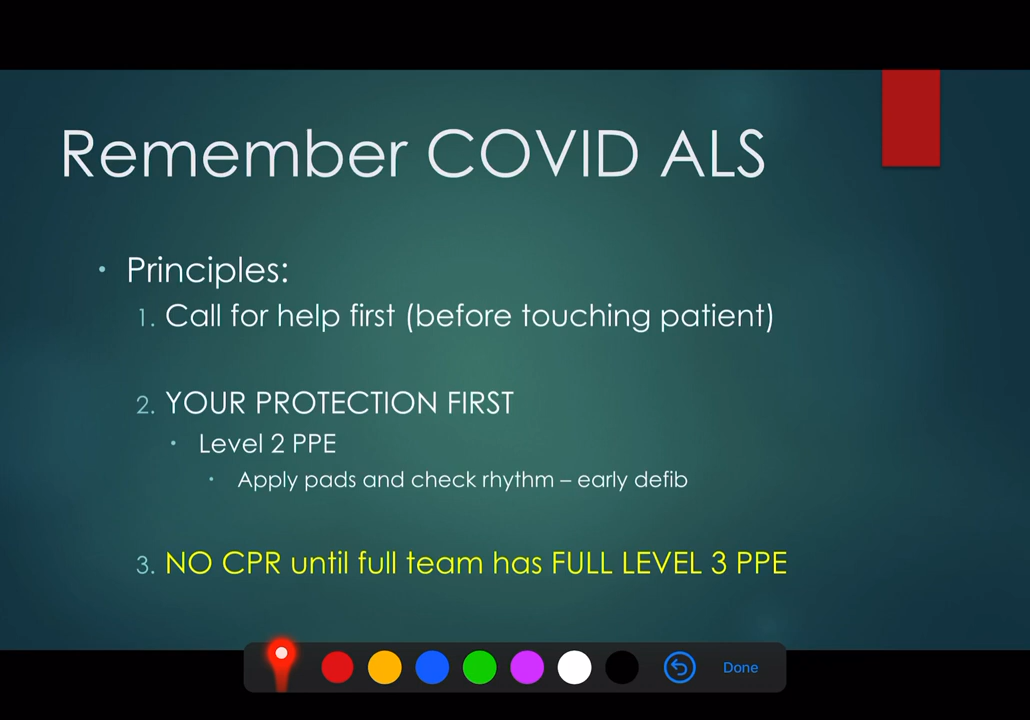 Remember COVID ALS
• Principles:
1. Call for help first (before touching patient)
2. YOUR PROTECTION FIRST
• Level 2 PPE
• Apply pads and check rhythm – early defib
3. NO CPR until full team has FULL LEVEL 3 PPE
Done